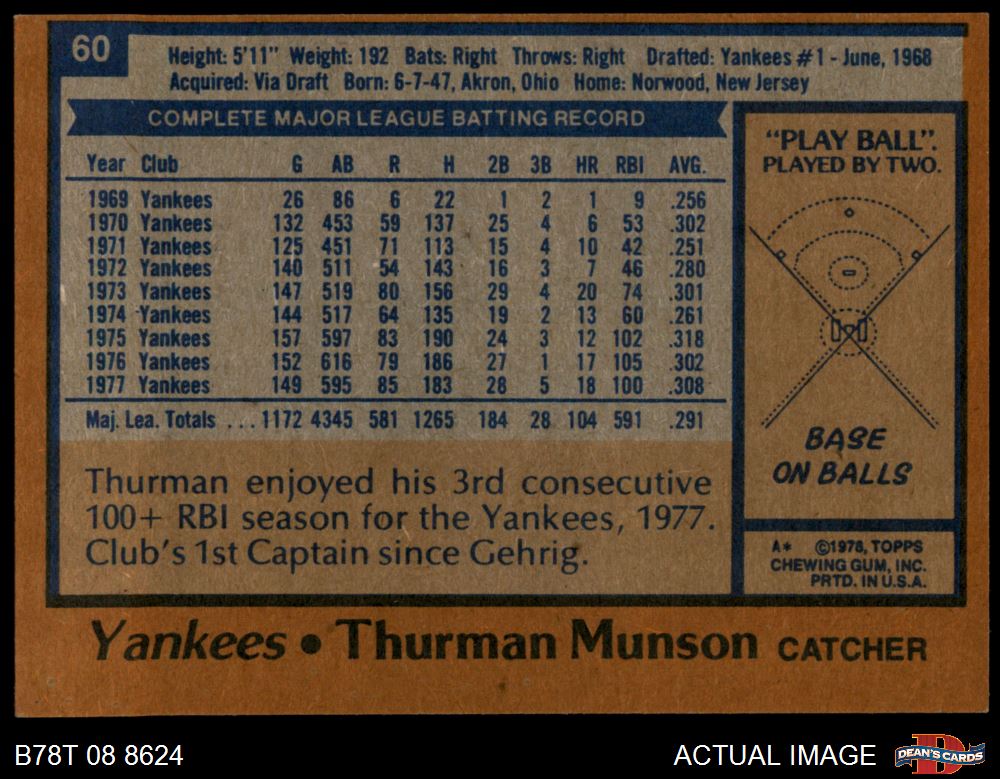 60
Height: 5'11" Weight: 192 Bats: Right Throws: Right Drafted: Yankees #1 - June, 1968
Acquired: Via Draft Born: 6-7-47, Akron, Ohio Home: Norwood, New Jersey
COMPLETE MAJOR LEAGUE BATTING RECORD
Year Club G AB R H 2B 3B HR RBI AVG.
1969 Yankees 26 86 6 22 1 2 1 9 .256
1970 Yankees 132 453 59 137 25 4 6 53 .302
1971 Yankees 125 451 71 113 15 4 10 42 .251
1972 Yankees 140 511 54 143 16 3 7 46 .280
1973 Yankees 147 519 80 156 29 4 20 74 .301
1974 Yankees 144 517 64 135 19 2 13 60 .261
1975 Yankees 157 597 83 190 24 3 12 102 .318
1976 Yankees 152 616 79 186 27 1 17 105 .302
1977 Yankees 149 595 85 183 28 5 18 100 .308
Maj. Lea. Totals ... 1172 4345 581 1265 184 28 104 591 .291
Thurman enjoyed his 3rd consecutive
100+ RBI season for the Yankees, 1977.
Club's 1st Captain since Gehrig.
"PLAY BALL".
PLAYED BY TWO.
BASE
ON BALLS
A* ©1978, TOPPS
CHEWING GUM, INC.
PRTD. IN U.S.A.
Yankees • Thurman Munson CATCHER
B78T 08 8624
ACTUAL IMAGE
D
DEAN'S CARDS